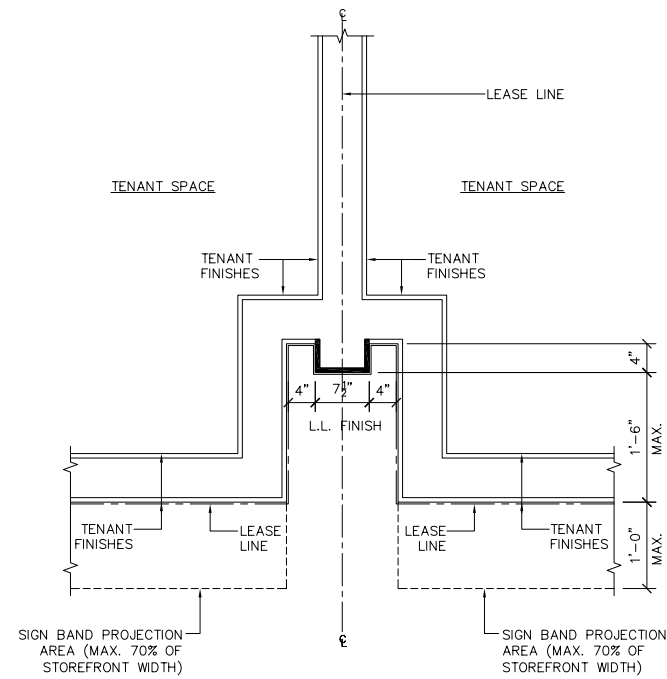 ℄
LEASE LINE
TENANT SPACE
TENANT SPACE
TENANT
FINISHES
TENANT
FINISHES
4"
4"
7½"
4"
L.L. FINISH
1'-6"
MAX.
TENANT
FINISHES
LEASE
LINE
LEASE
LINE
TENANT
FINISHES
1'-0"
MAX.
℄
SIGN BAND PROJECTION
AREA (MAX. 70% OF
STOREFRONT WIDTH)
SIGN BAND PROJECTION
AREA (MAX. 70% OF
STOREFRONT WIDTH)